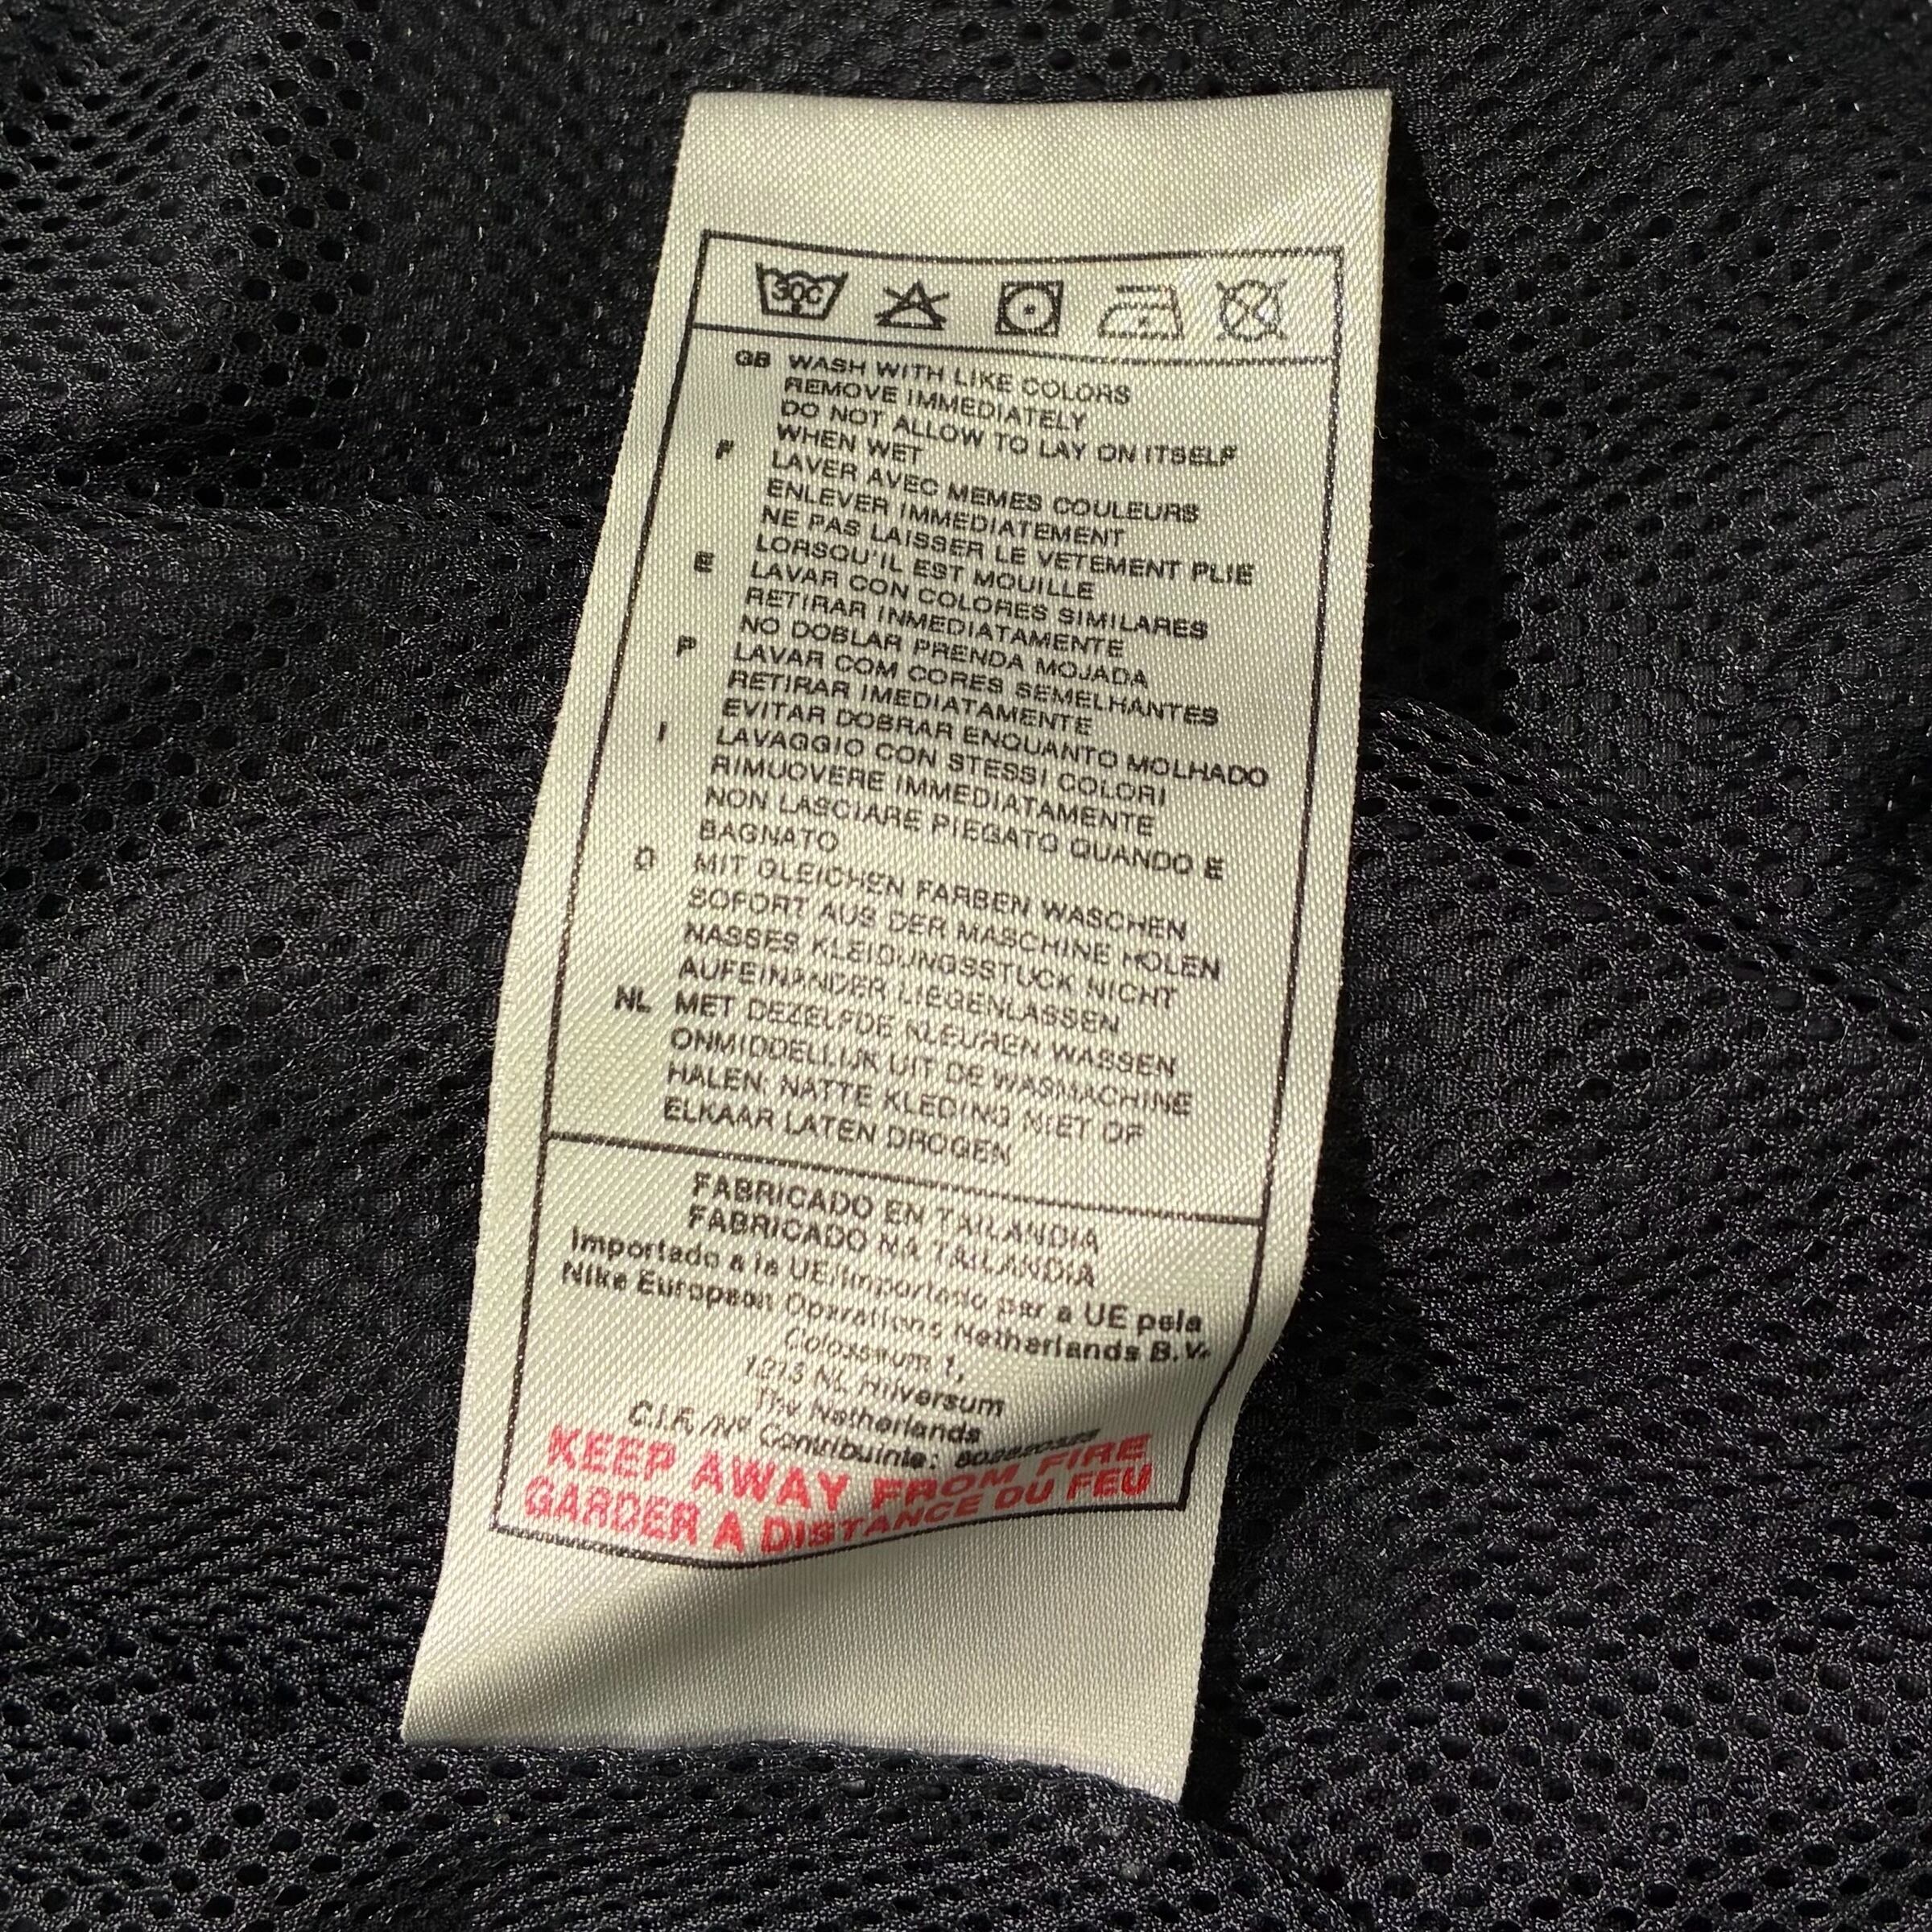 30C
GB WASH WITH LIKE COLORS
REMOVE IMMEDIATELY
DO NOT ALLOW TO LAY ON ITSELF
WHEN WET
F LAVER AVEC MEMES COULEURS
ENLEVER IMMEDIATEMENT
NE PAS LAISSER LE VETEMENT PLIE
LORSQU'IL EST MOUILLE
E LAVAR CON COLORES SIMILARES
RETIRAR INMEDIATAMENTE
NO DOBLAR PRENDA MOJADA
P LAVAR COM CORES SEMELHANTES
RETIRAR IMEDIATAMENTE
EVITAR DOBRAR ENQUANTO MOLHADO
I LAVAGGIO CON STESSI COLORI
RIMUOVERE IMMEDIATAMENTE
NON LASCIARE PIEGATO QUANDO E
BAGNATO
D MIT GLEICHEN FARBEN WASCHEN
SOFORT AUS DER MASCHINE HOLEN
NASSES KLEIDUNGSSTUCK NICHT
AUFEINANDER LIEGENLASSEN
NL MET DEZELFDE KLEUREN WASSEN
ONMIDDELLIJK UIT DE WASMACHINE
HALEN: NATTE KLEDING NIET OP
ELKAAR LATEN DROGEN
FABRICADO EN TAILANDIA
FABRICADO NA TAILANDIA
Importado a la UE/Importado par a UE pela
Nike European Operations Netherlands B.V.
Colosseum 1,
1213 NL Hilversum
The Netherlands
C.I.F./Nº Contribuinte:
KEEP AWAY FROM FIRE
GARDER A DISTANCE DU FEU